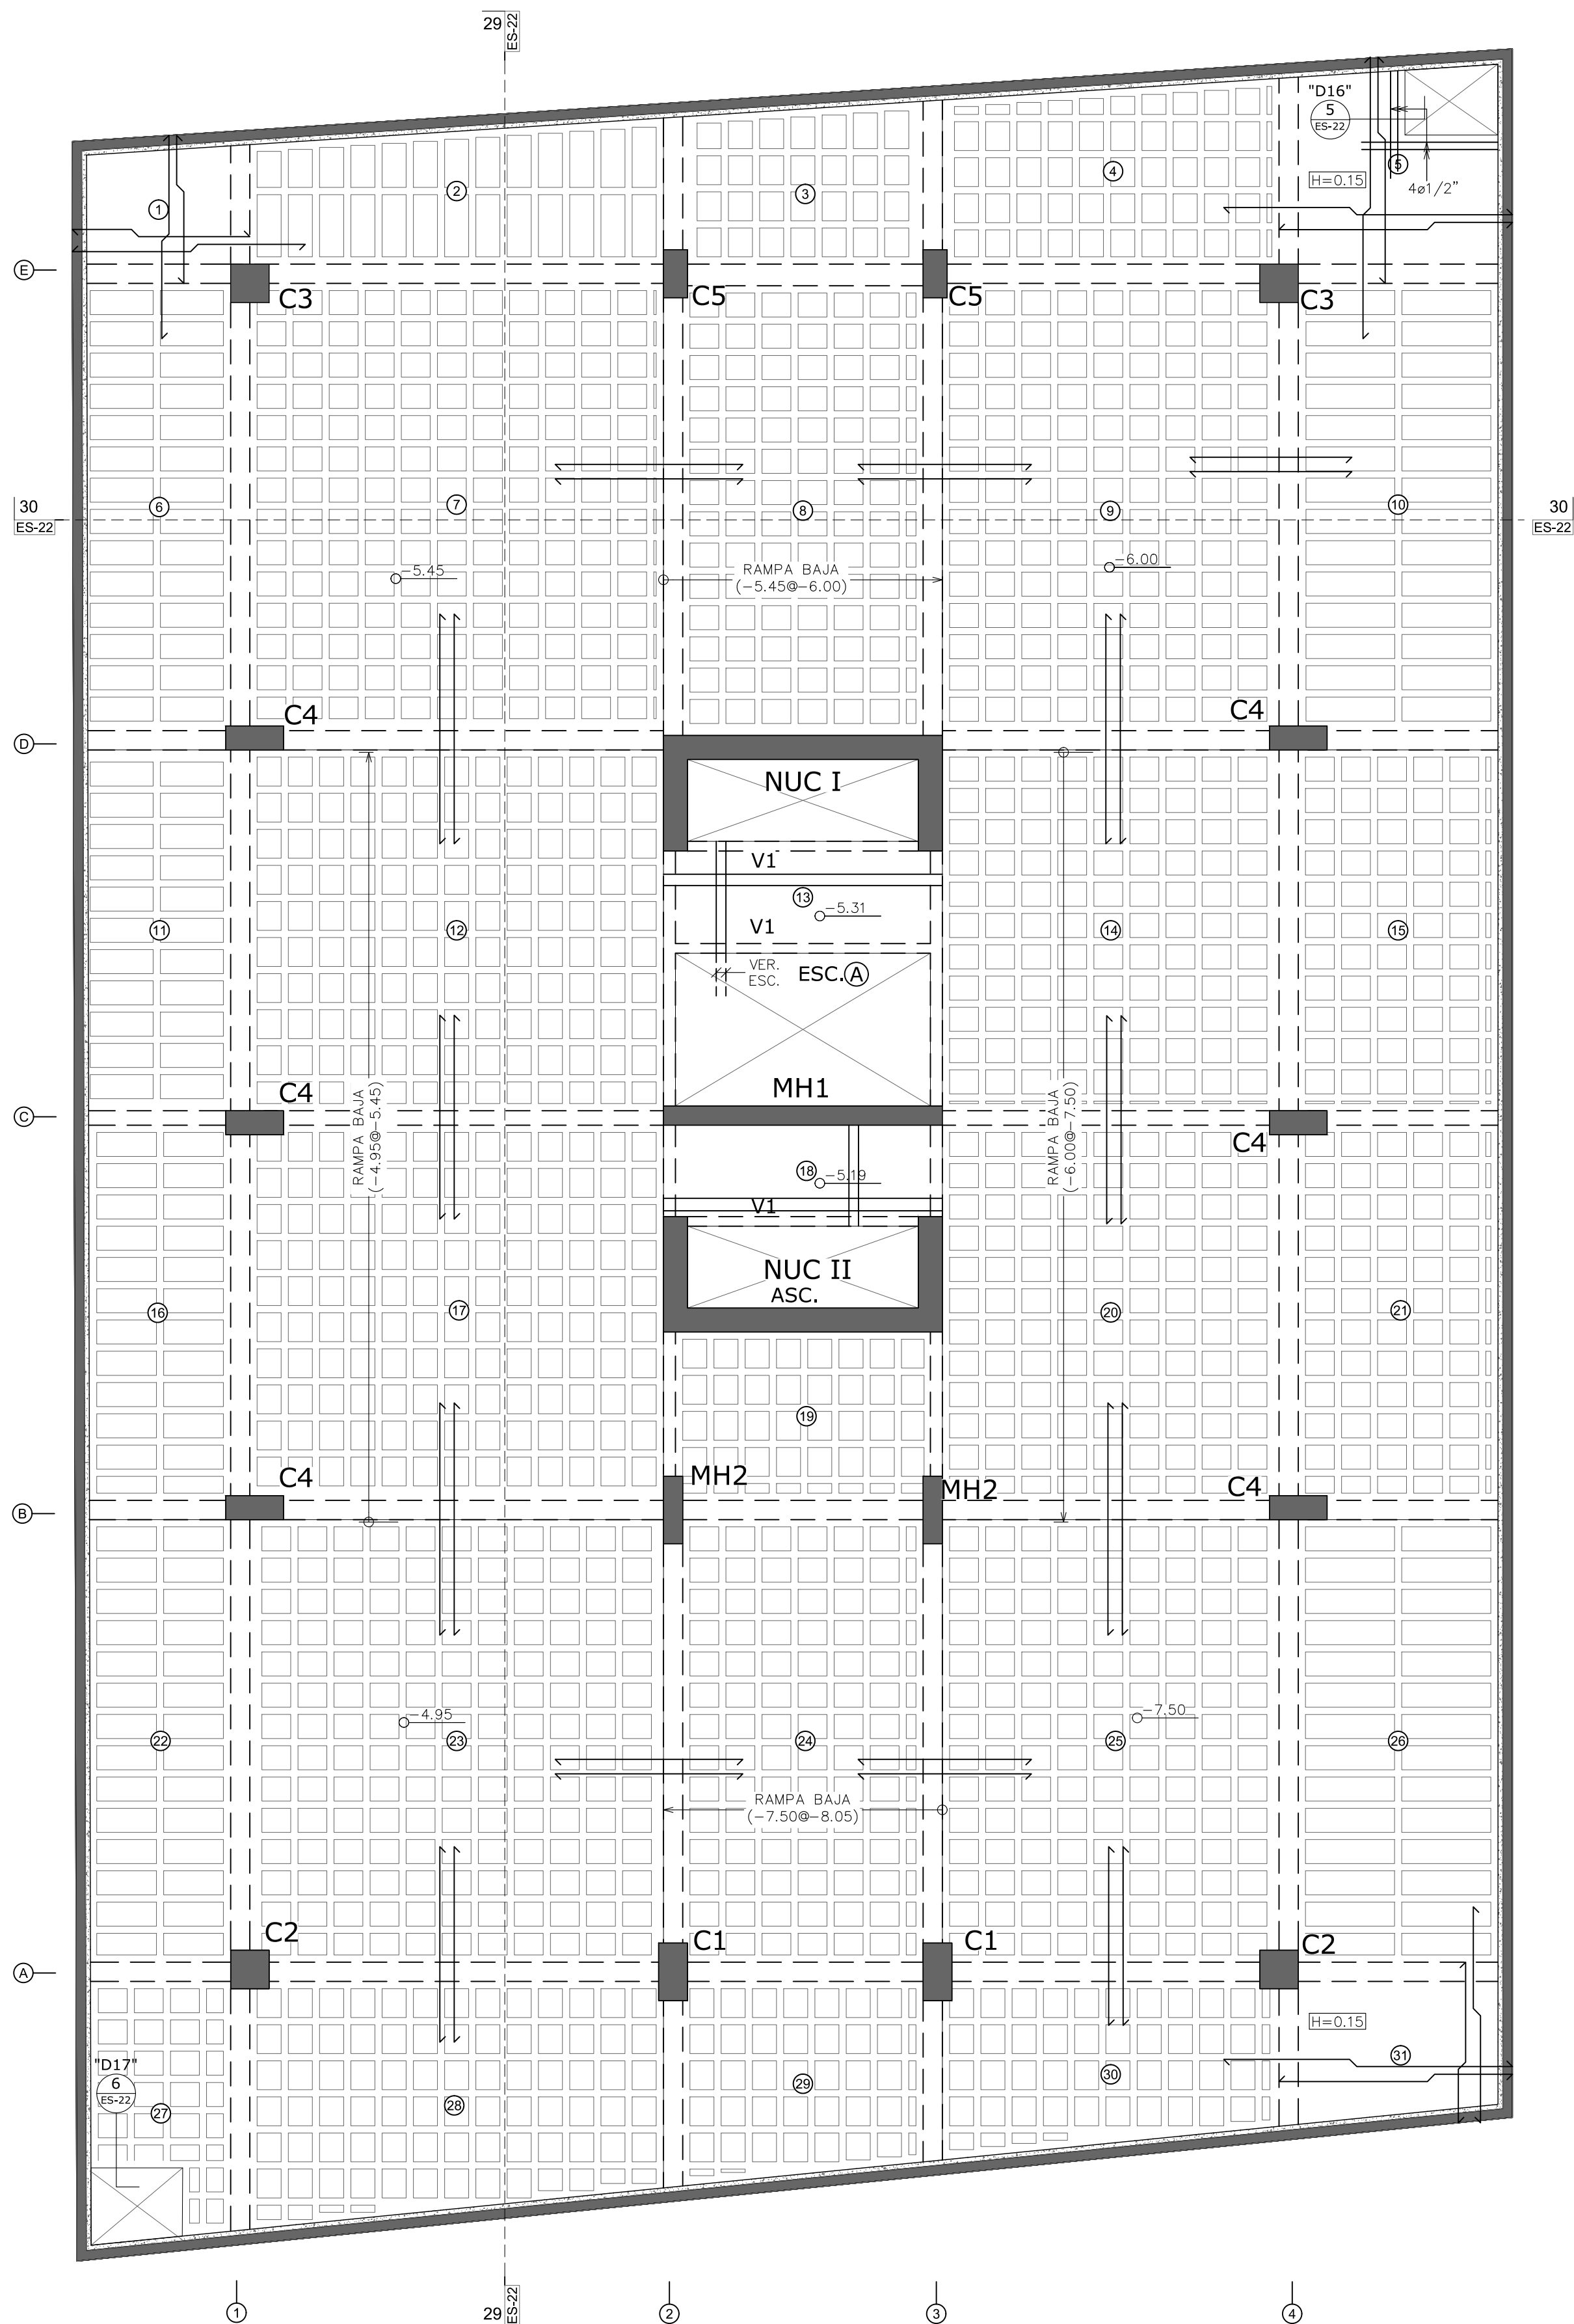 29
ES-22
"D16"
5
ES-22
4
5
2
3
H=0.15
4ø1/2"
1
E
C3
C5
C5
C3
30
ES-22
6
7
8
9
10
30
ES-22
-5.45
RAMPA BAJA
(-5.45@-6.00)
-6.00
C4
C4
D
NUC I
V1
13
-5.31
11
12
V1
14
15
VER.
ESC.
ESC. A
MH1
C4
RAMPA BAJA
(-4.95@-5.45)
RAMPA BAJA
(-6.00@-7.50)
C
C4
18
-5.19
V1
NUC II
ASC.
16
17
20
21
19
C4
MH2
MH2
C4
B
-4.95
-7.50
22
23
24
25
26
RAMPA BAJA
(-7.50@-8.05)
C2
C1
C1
C2
A
H=0.15
31
"D17"
6
ES-22
27
28
29
30
1
29
ES-22
2
3
4